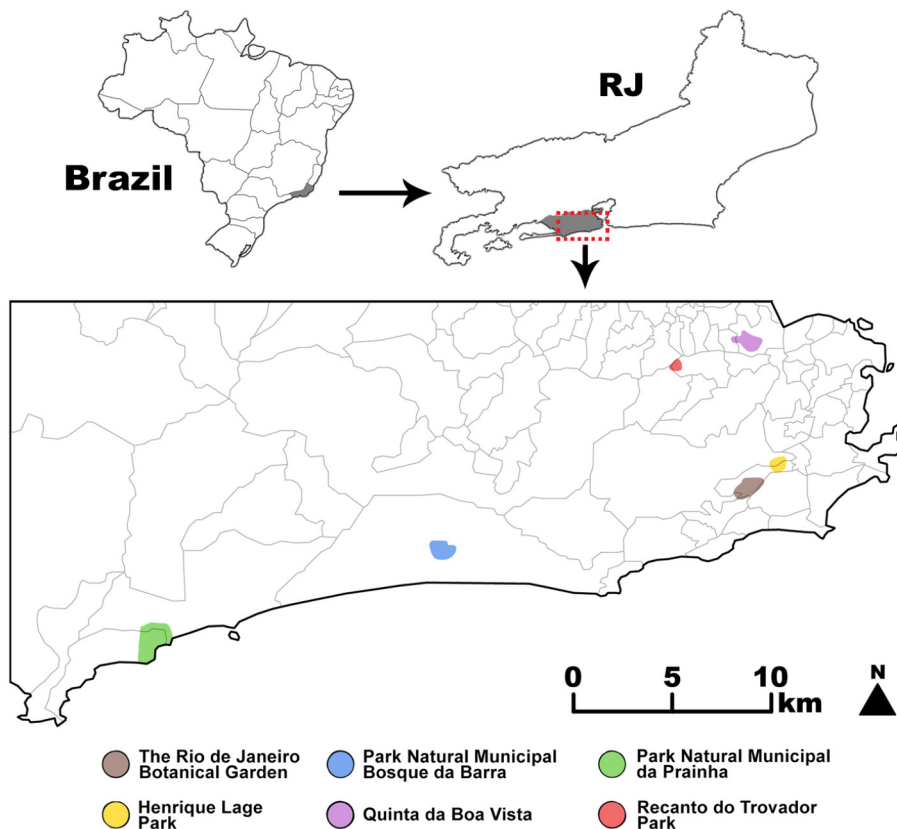 Brazil
RJ
0 5 10
km
N
The Rio de Janeiro
Botanical Garden
Park Natural Municipal
Bosque da Barra
Park Natural Municipal
da Prainha
Henrique Lage
Park
Quinta da Boa Vista
Recanto do Trovador
Park